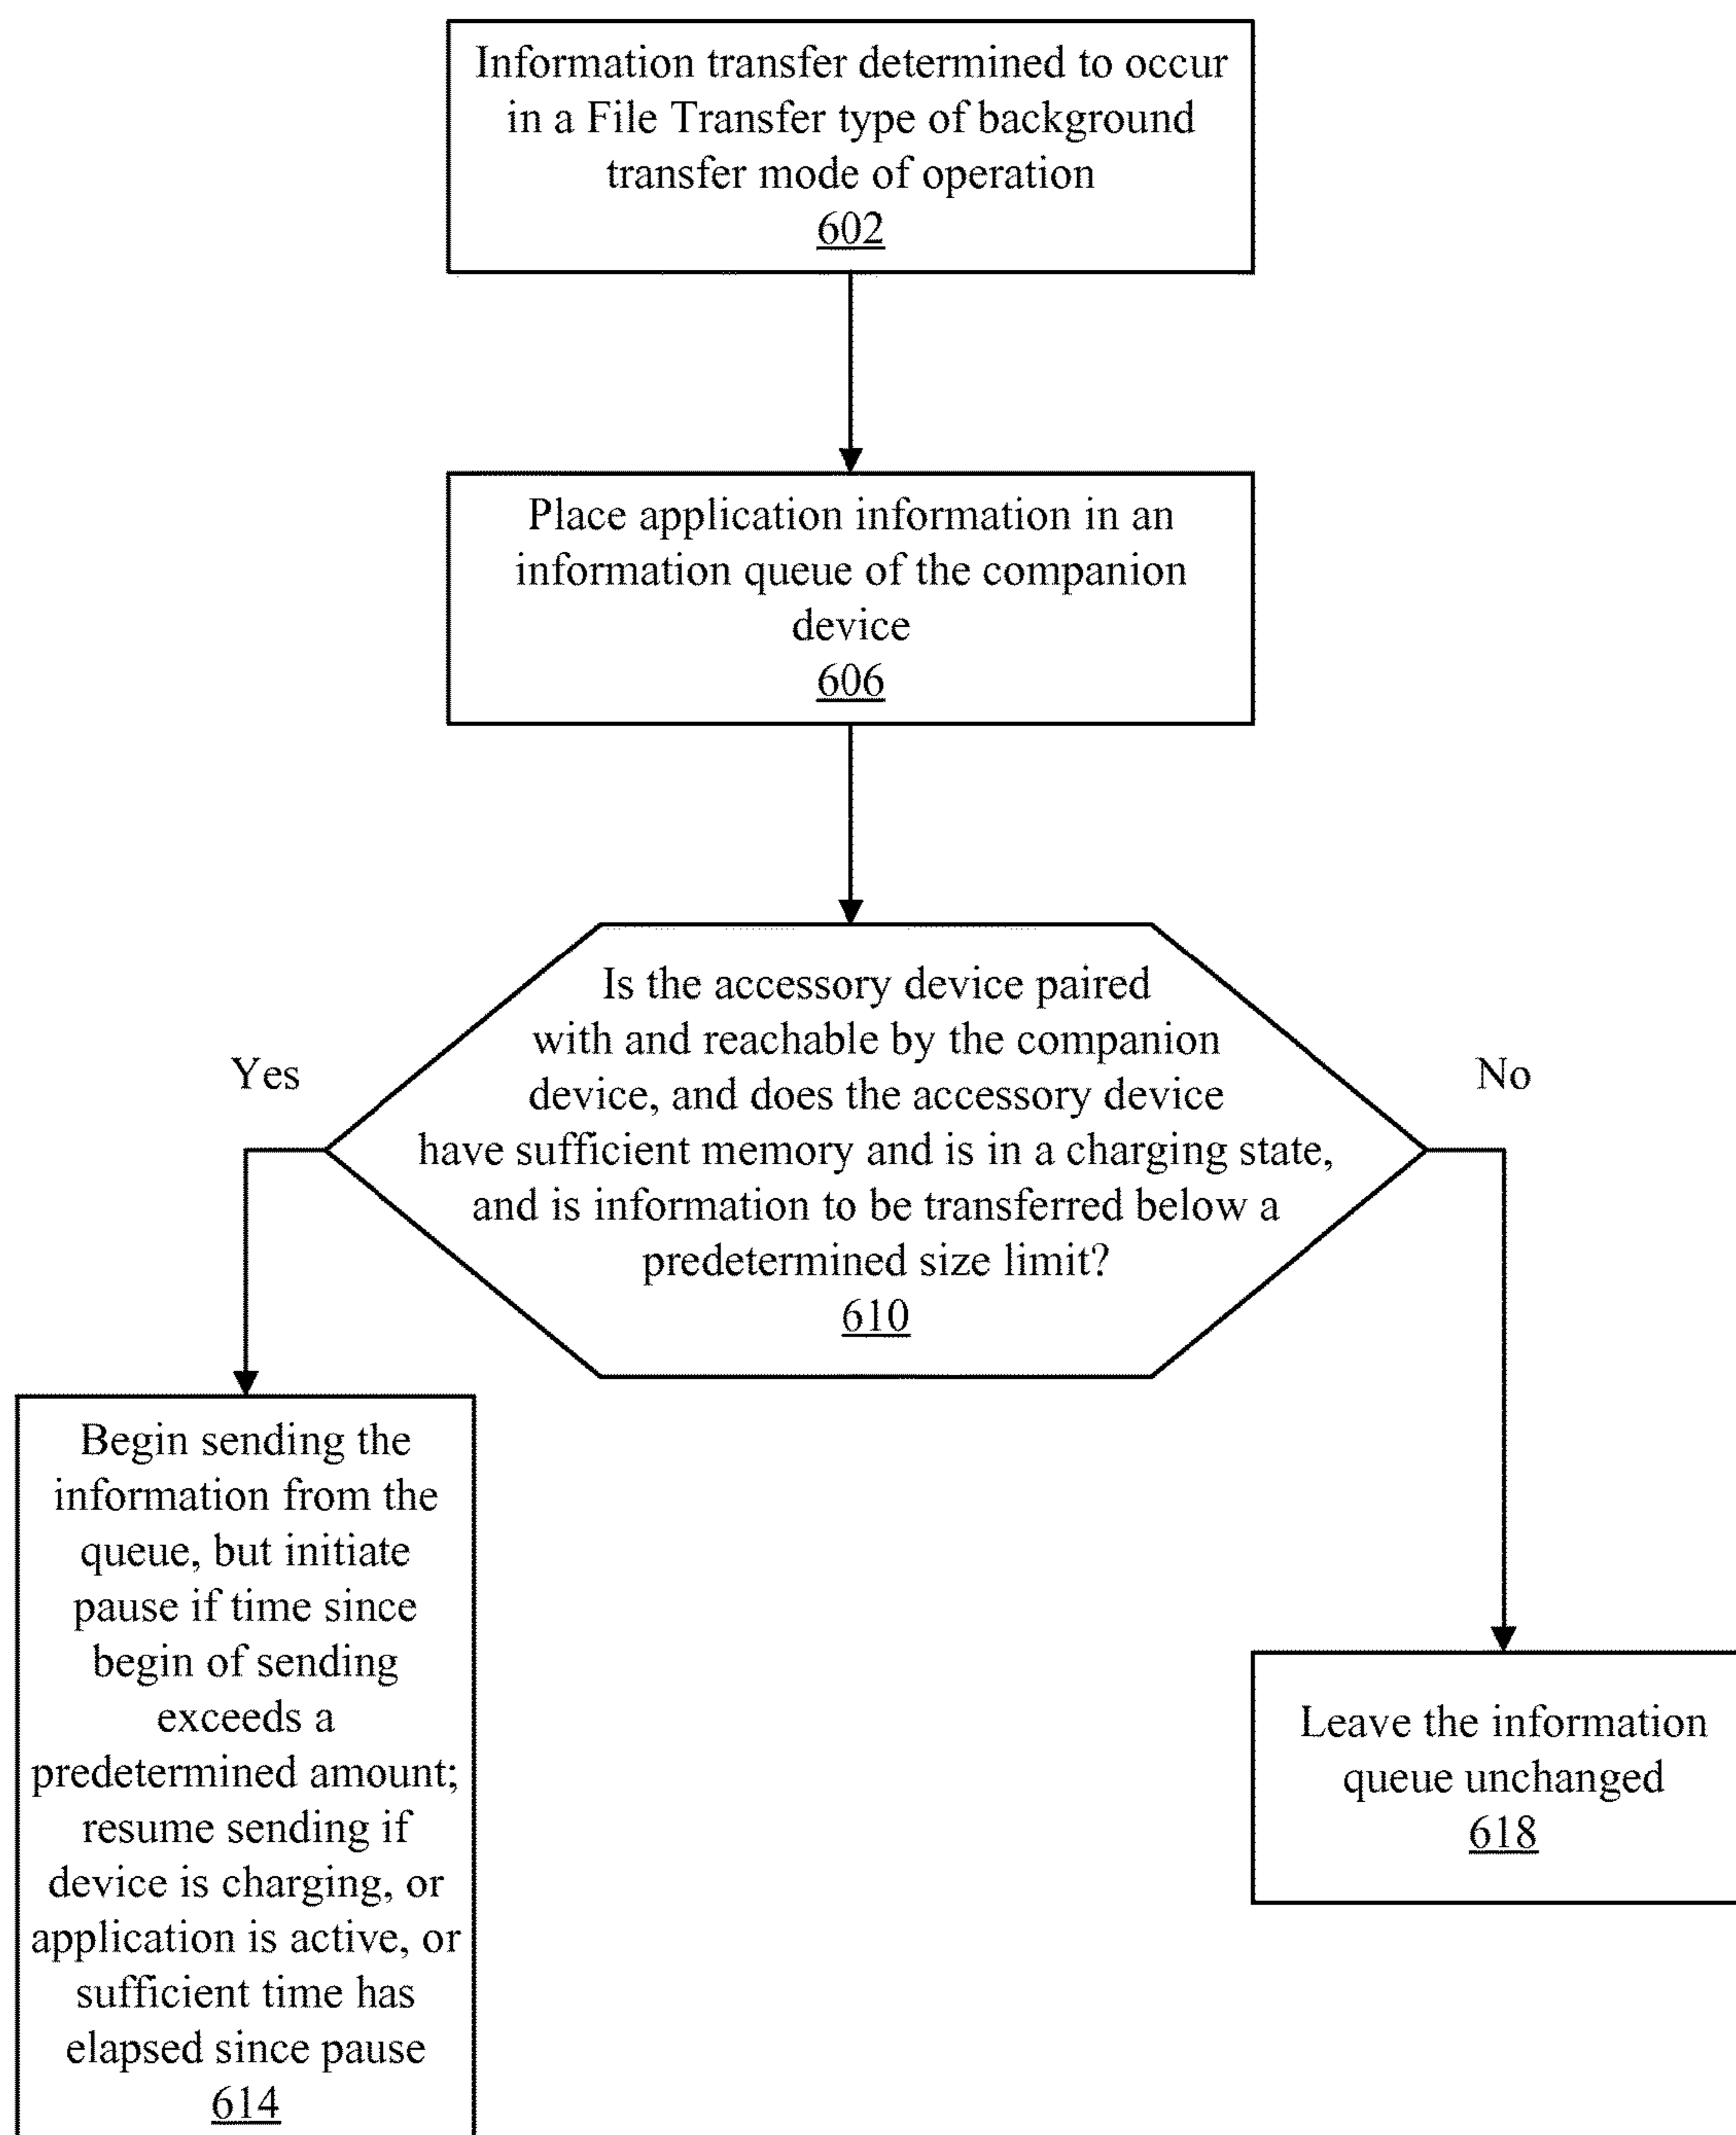 Information transfer determined to occur
in a File Transfer type of background
transfer mode of operation
602
Place application information in an
information queue of the companion
device
606
Is the accessory device paired
with and reachable by the companion
device, and does the accessory device
have sufficient memory and is in a charging state,
and is information to be transferred below a
predetermined size limit?
610
Yes
No
Begin sending the
information from the
queue, but initiate
pause if time since
begin of sending
exceeds a
predetermined amount;
resume sending if
device is charging, or
application is active, or
sufficient time has
elapsed since pause
614
Leave the information
queue unchanged
618